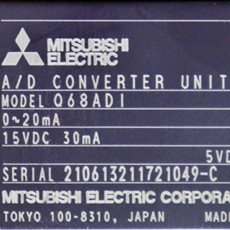 MITSUBISHI
ELECTRIC
A/D CONVERTER UNIT
MODEL Q68ADI
0~20mA
15VDC 30mA
5VD
SERIAL 210613211721049-C
MITSUBISHI ELECTRIC CORPORA
TOKYO 100-8310, JAPAN MADE